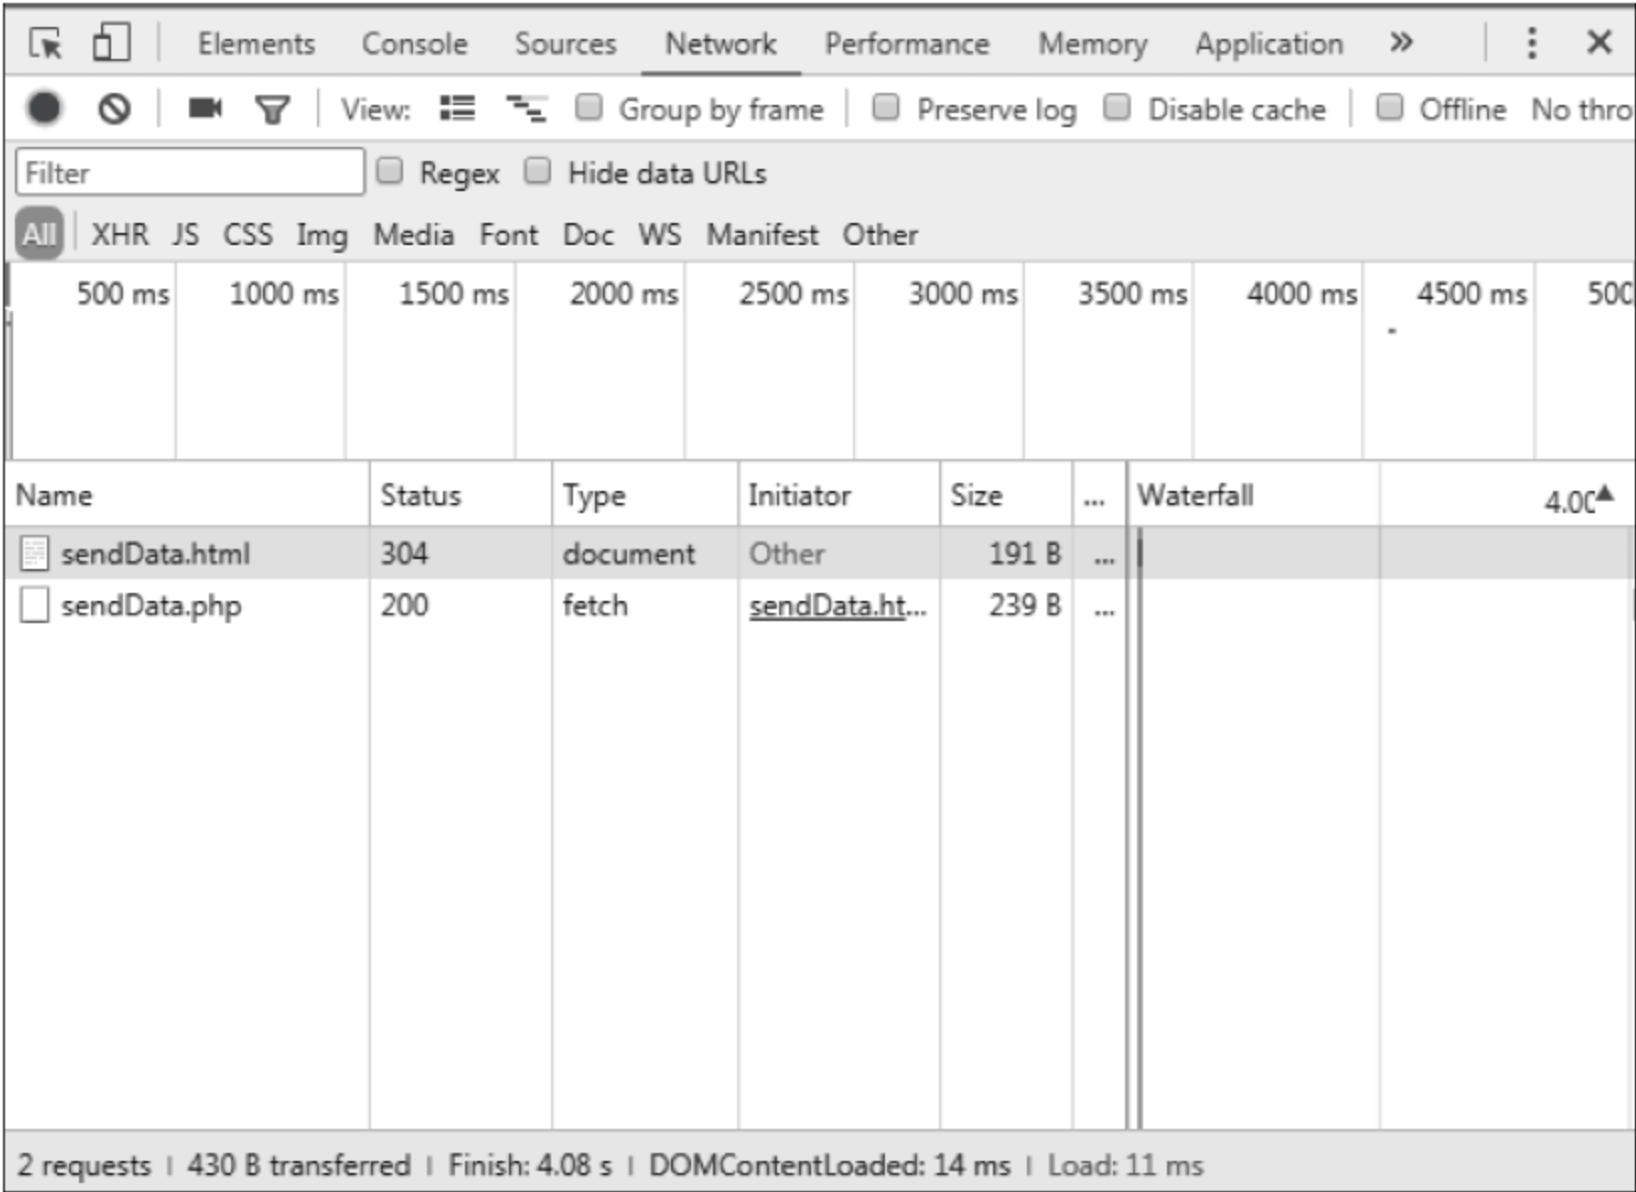 Elements Console Sources Network Performance Memory Application »
View: Group by frame Preserve log Disable cache Offline No thro
Filter Regex Hide data URLs
All XHR JS CSS Img Media Font Doc WS Manifest Other
500 ms 1000 ms 1500 ms 2000 ms 2500 ms 3000 ms 3500 ms 4000 ms 4500 ms 500
Name Status Type Initiator Size ... Waterfall 4.00
sendData.html 304 document Other 191 B ...
sendData.php 200 fetch sendData.ht... 239 B ...
2 requests | 430 B transferred | Finish: 4.08 s | DOMContentLoaded: 14 ms | Load: 11 ms